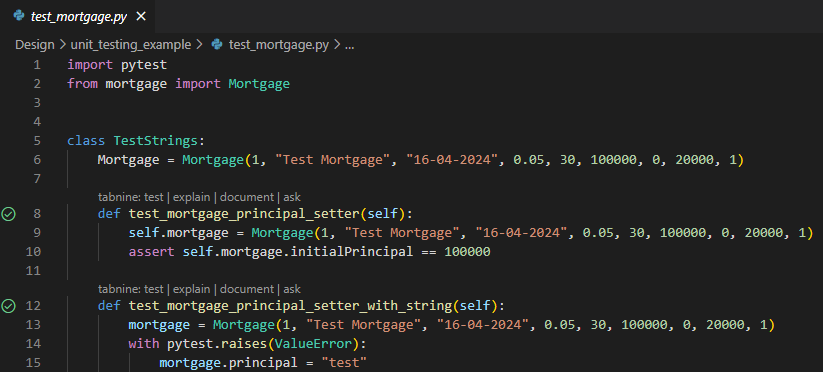 test_mortgage.py ×
Design > unit_testing_example > test_mortgage.py > ...
1 import pytest
2 from mortgage import Mortgage
3
4
5 class TestStrings:
6 Mortgage = Mortgage(1, "Test Mortgage", "16-04-2024", 0.05, 30, 100000, 0, 20000, 1)
7
tabnine: test | explain | document | ask
8 def test_mortgage_principal_setter(self):
9 self.mortgage = Mortgage(1, "Test Mortgage", "16-04-2024", 0.05, 30, 100000, 0, 20000, 1)
10 assert self.mortgage.initialPrincipal == 100000
11
tabnine: test | explain | document | ask
12 def test_mortgage_principal_setter_with_string(self):
13 mortgage = Mortgage(1, "Test Mortgage", "16-04-2024", 0.05, 30, 100000, 0, 20000, 1)
14 with pytest.raises(ValueError):
15 mortgage.principal = "test"